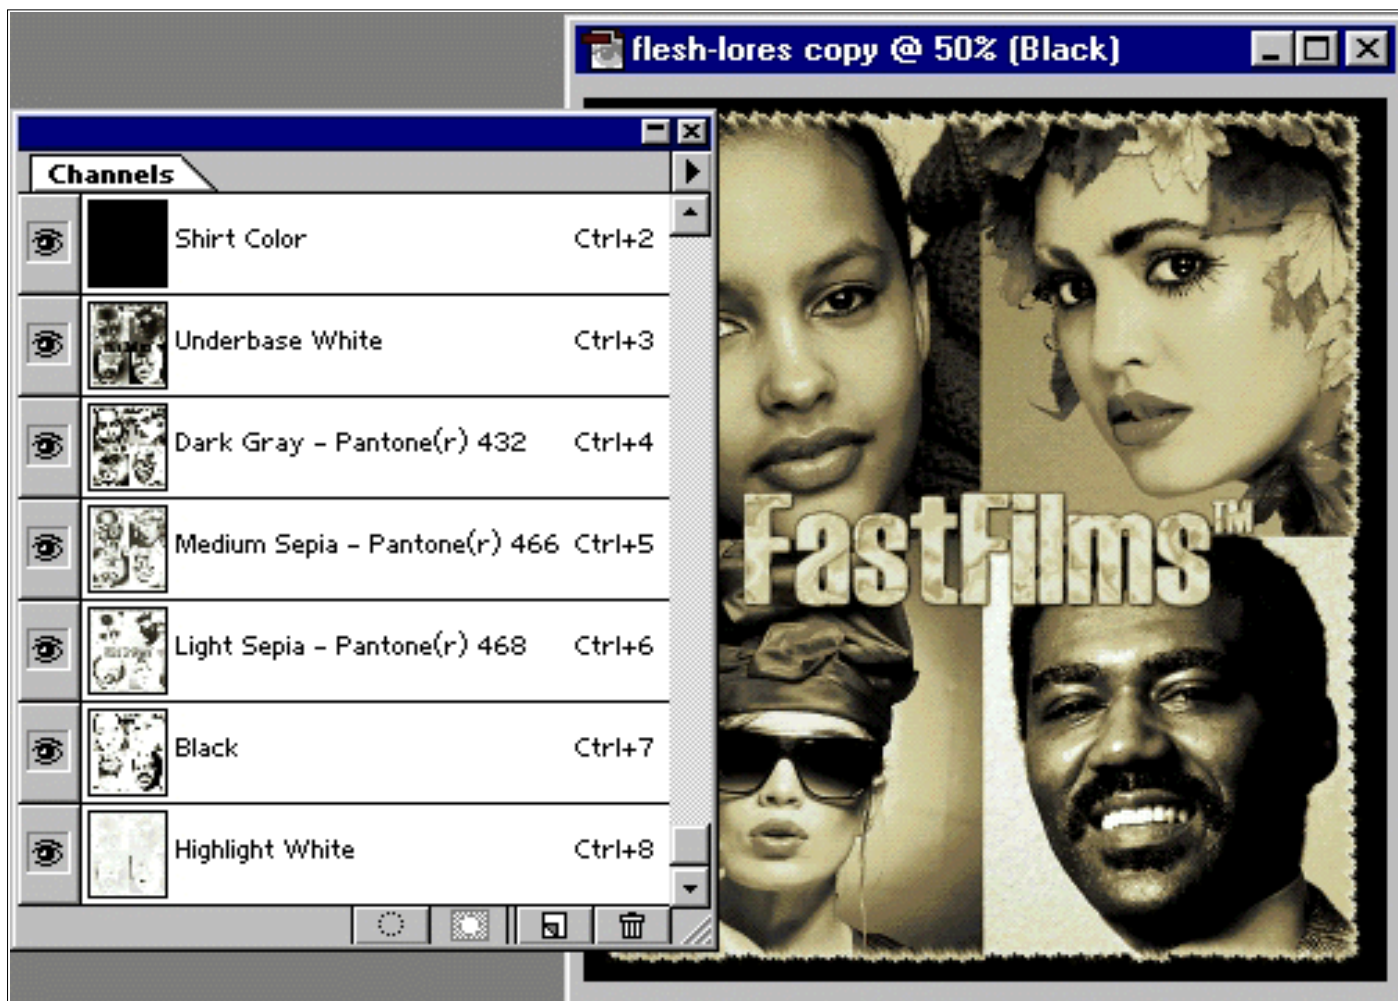 flesh-lores copy @ 50% (Black)
Channels
Shirt Color Ctrl+2
Underbase White Ctrl+3
Dark Gray - Pantone(r) 432 Ctrl+4
Medium Sepia - Pantone(r) 466 Ctrl+5
Light Sepia - Pantone(r) 468 Ctrl+6
Black Ctrl+7
Highlight White Ctrl+8
FastFilms™